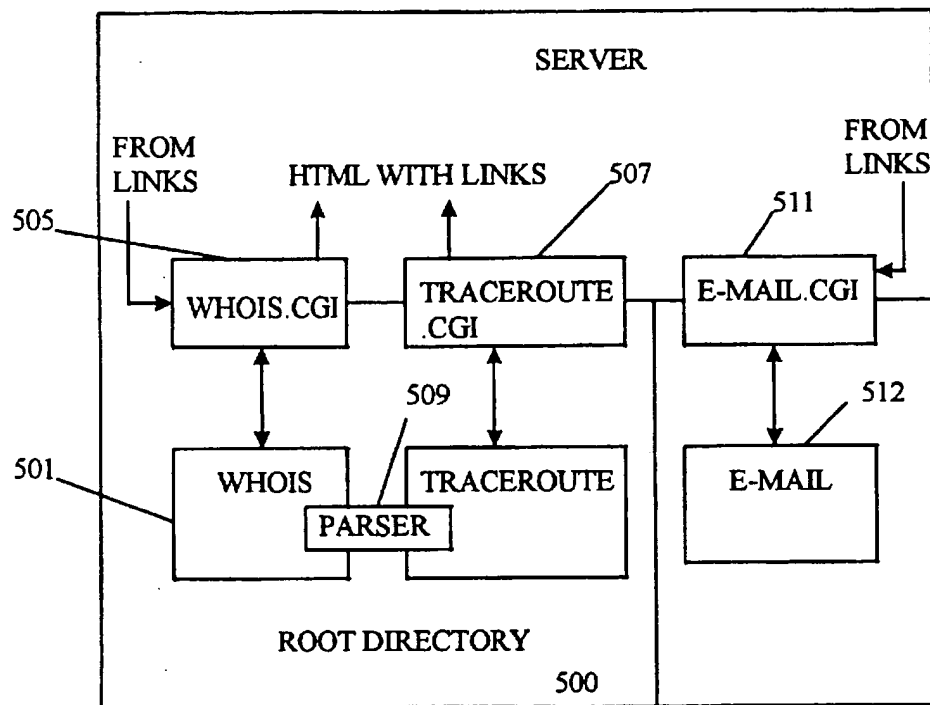 SERVER
FROM
LINKS
HTML WITH LINKS
507
FROM
LINKS
505
511
WHOIS.CGI
TRACEROUTE
.CGI
E-MAIL.CGI
509
512
501
WHOIS
TRACEROUTE
E-MAIL
PARSER
ROOT DIRECTORY
500